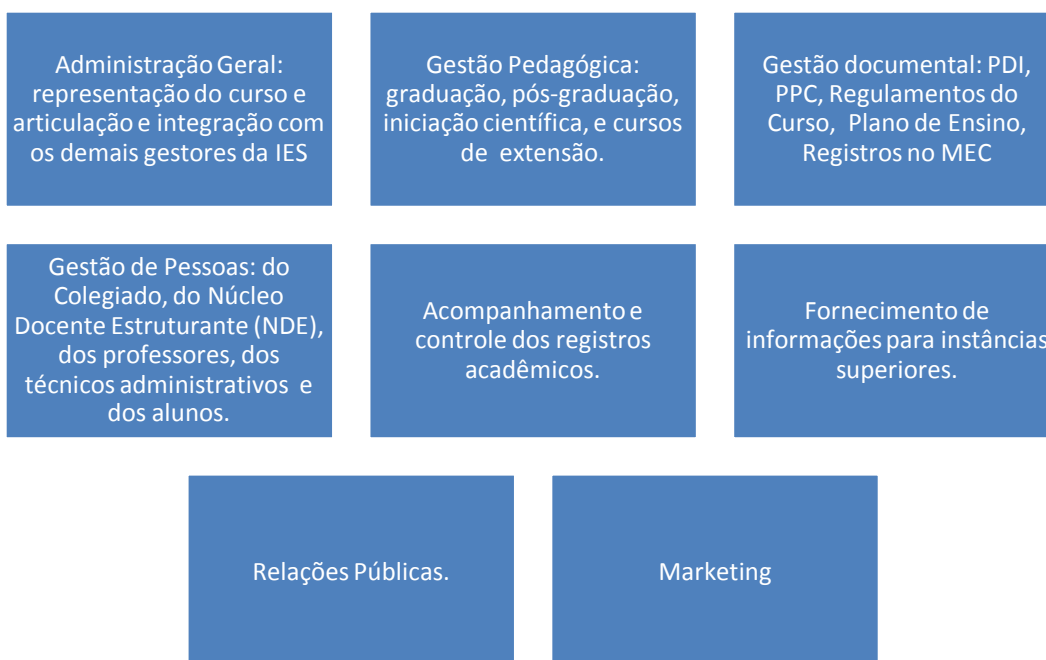 Administração Geral:
representação do curso e
articulação e integração com
os demais gestores da IES
Gestão Pedagógica:
graduação, pós-graduação,
iniciação científica, e cursos
de extensão.
Gestão documental: PDI,
PPC, Regulamentos do
Curso, Plano de Ensino,
Registros no MEC
Gestão de Pessoas: do
Colegiado, do Núcleo
Docente Estruturante (NDE),
dos professores, dos
técnicos administrativos e
dos alunos.
Acompanhamento e
controle dos registros
acadêmicos.
Fornecimento de
informações para instâncias
superiores.
Relações Públicas.
Marketing